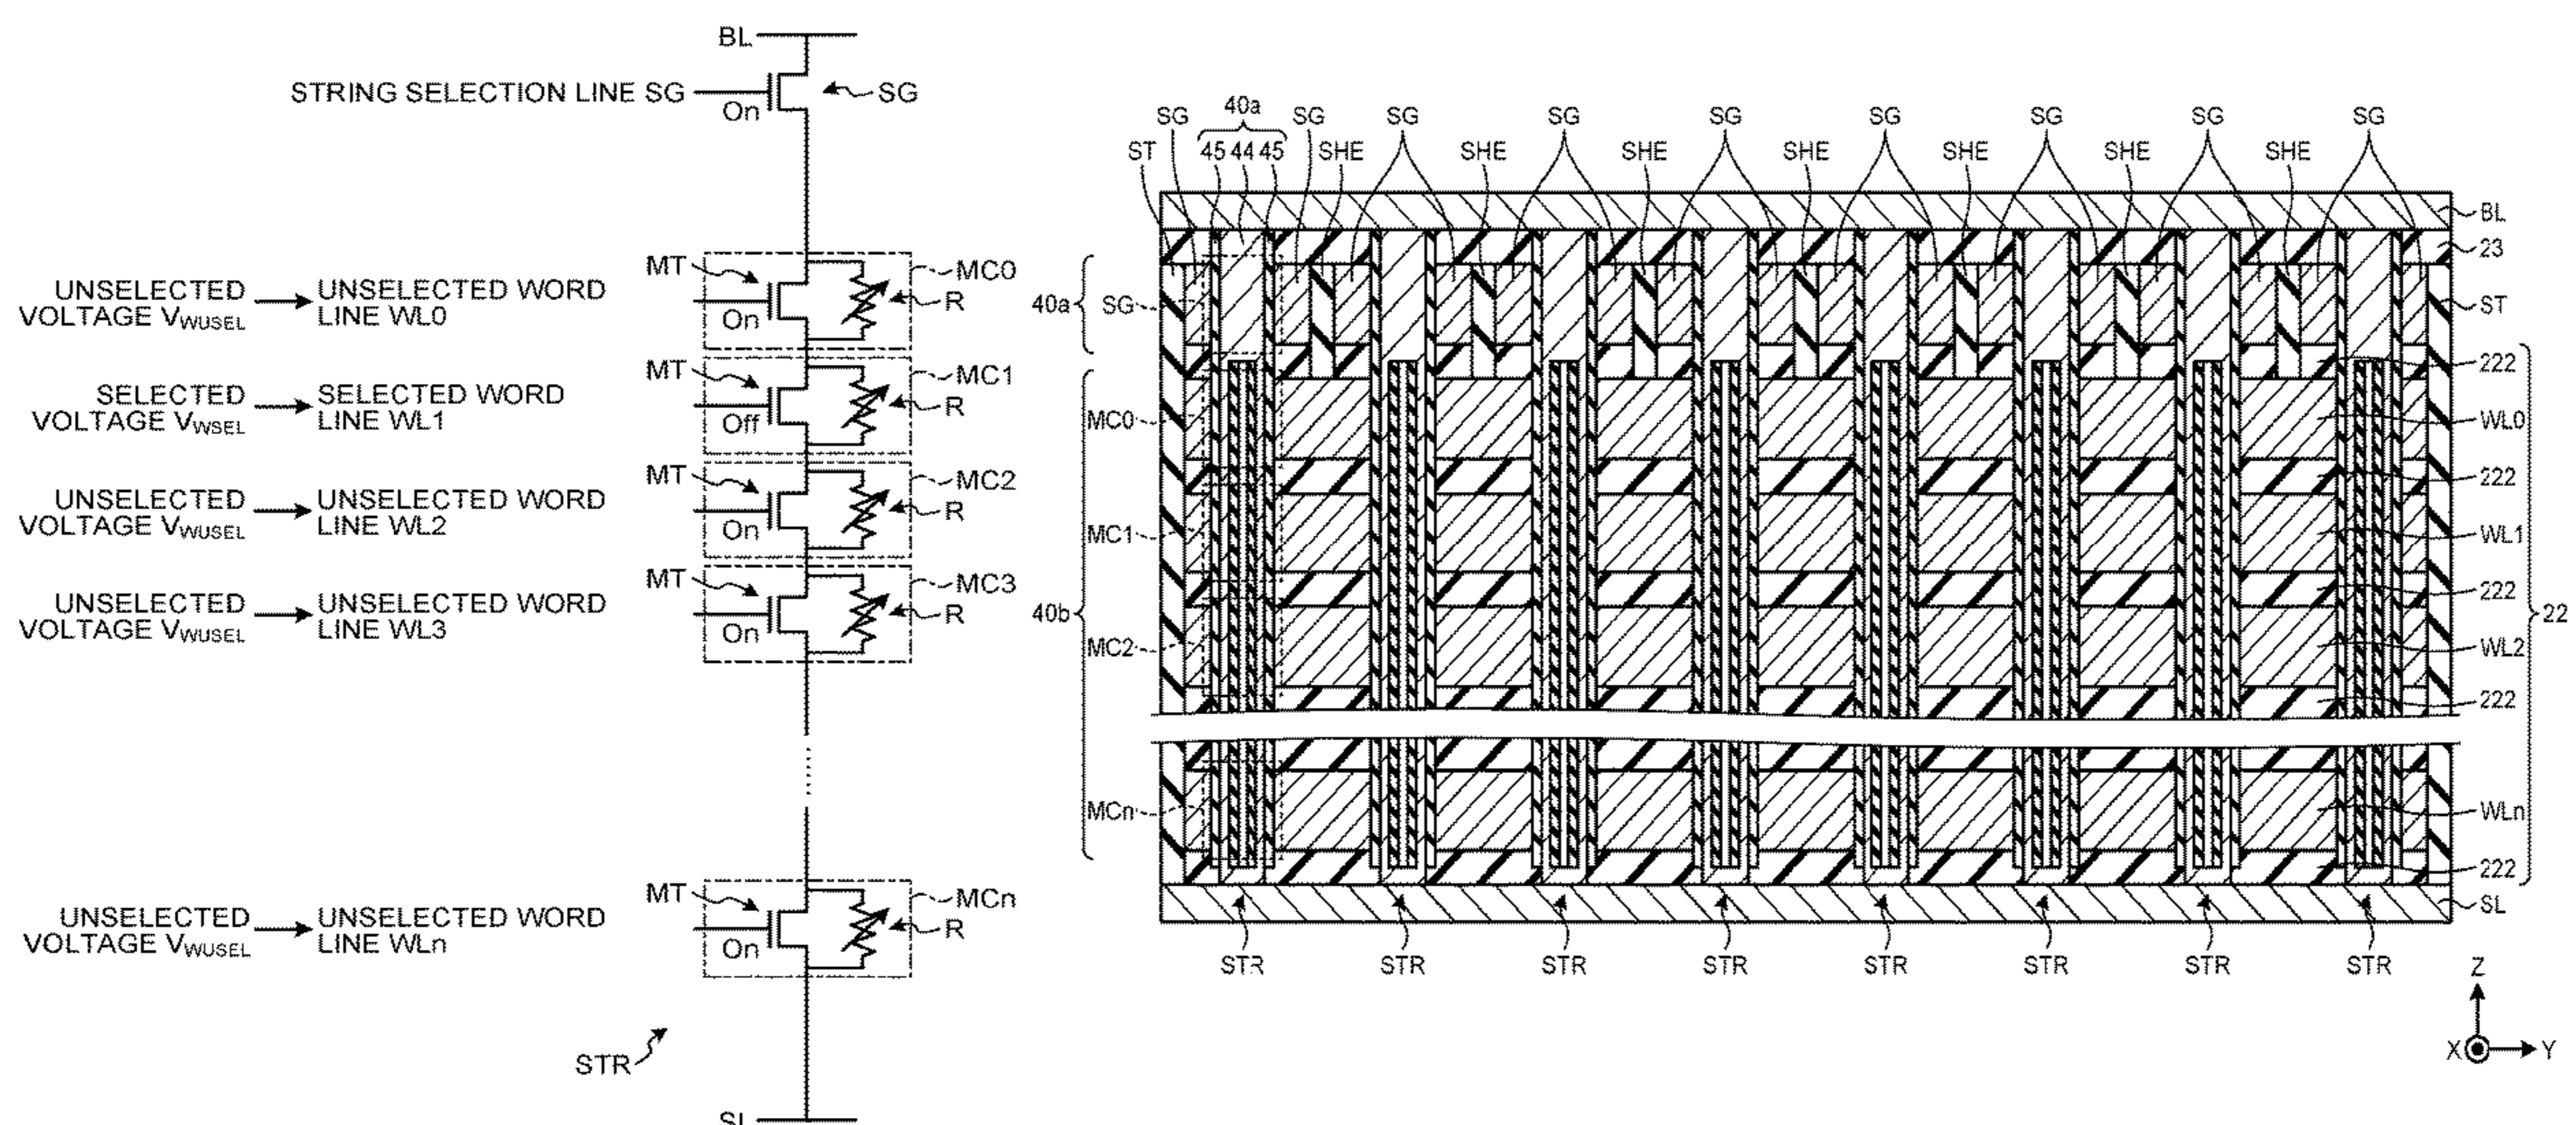 BL
STRING SELECTION LINE SG
On
SG
UNSELECTED VOLTAGE VWUSEL
UNSELECTED WORD LINE WL0
MT
On
MC0
R
SELECTED VOLTAGE VWSEL
SELECTED WORD LINE WL1
MT
Off
MC1
R
UNSELECTED VOLTAGE VWUSEL
UNSELECTED WORD LINE WL2
MT
On
MC2
R
UNSELECTED VOLTAGE VWUSEL
UNSELECTED WORD LINE WL3
MT
On
MC3
R
UNSELECTED VOLTAGE VWUSEL
UNSELECTED WORD LINE WLn
MT
On
MCn
R
STR
SL
40a
SG SG SG SG SG SG SG SG SG
ST 45 44 45 SHE SHE SHE SHE SHE SHE SHE
BL
23
40a
SG
ST
222
MC0
WL0
222
MC1
WL1
222
22
40b
MC2
WL2
222
MCn
WLn
222
SL
STR STR STR STR STR STR STR STR
Z
X
Y